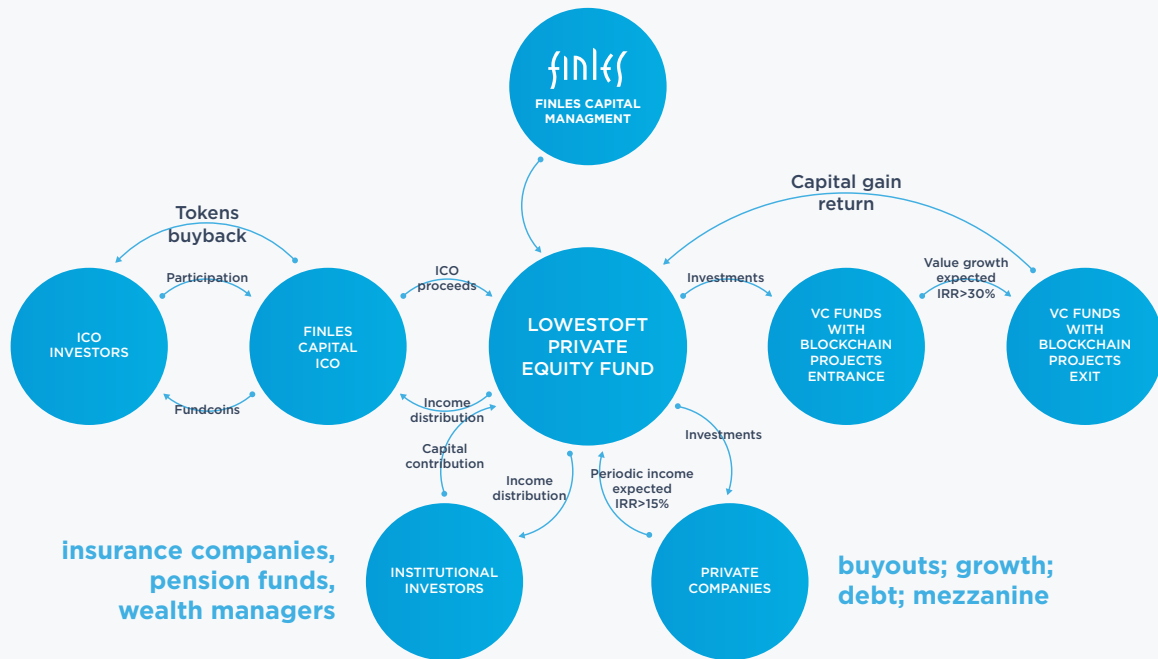 finles
FINLES CAPITAL
MANAGMENT
Capital gain
return
Tokens
buyback
Participation
ICO
proceeds
Investments
Value growth
expected
IRR>30%
ICO
INVESTORS
FINLES
CAPITAL
ICO
LOWESTOFT
PRIVATE
EQUITY FUND
VC FUNDS
WITH
BLOCKCHAIN
PROJECTS
ENTRANCE
VC FUNDS
WITH
BLOCKCHAIN
PROJECTS
EXIT
Fundcoins
Income
distribution
Capital
contribution
Income
distribution
Periodic income
expected
IRR>15%
Investments
insurance companies,
pension funds,
wealth managers
INSTITUTIONAL
INVESTORS
PRIVATE
COMPANIES
buyouts; growth;
debt; mezzanine